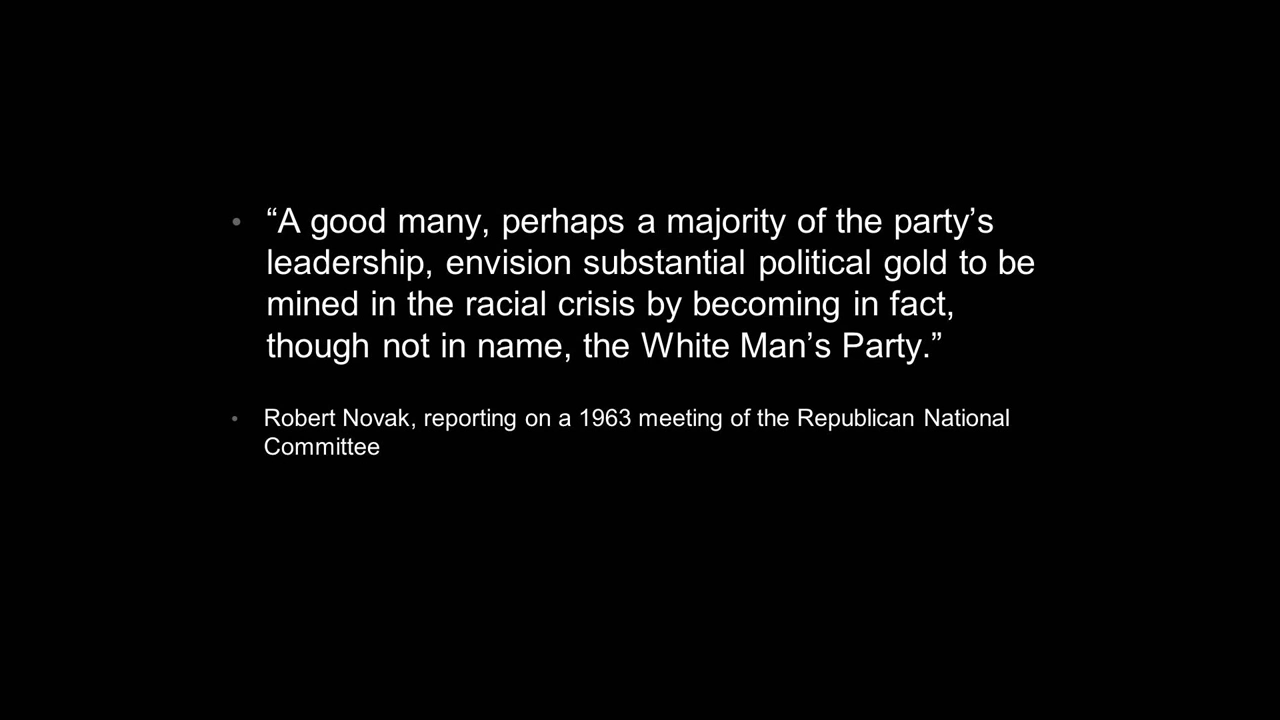 • “A good many, perhaps a majority of the party’s
leadership, envision substantial political gold to be
mined in the racial crisis by becoming in fact,
though not in name, the White Man’s Party.”
• Robert Novak, reporting on a 1963 meeting of the Republican National
Committee